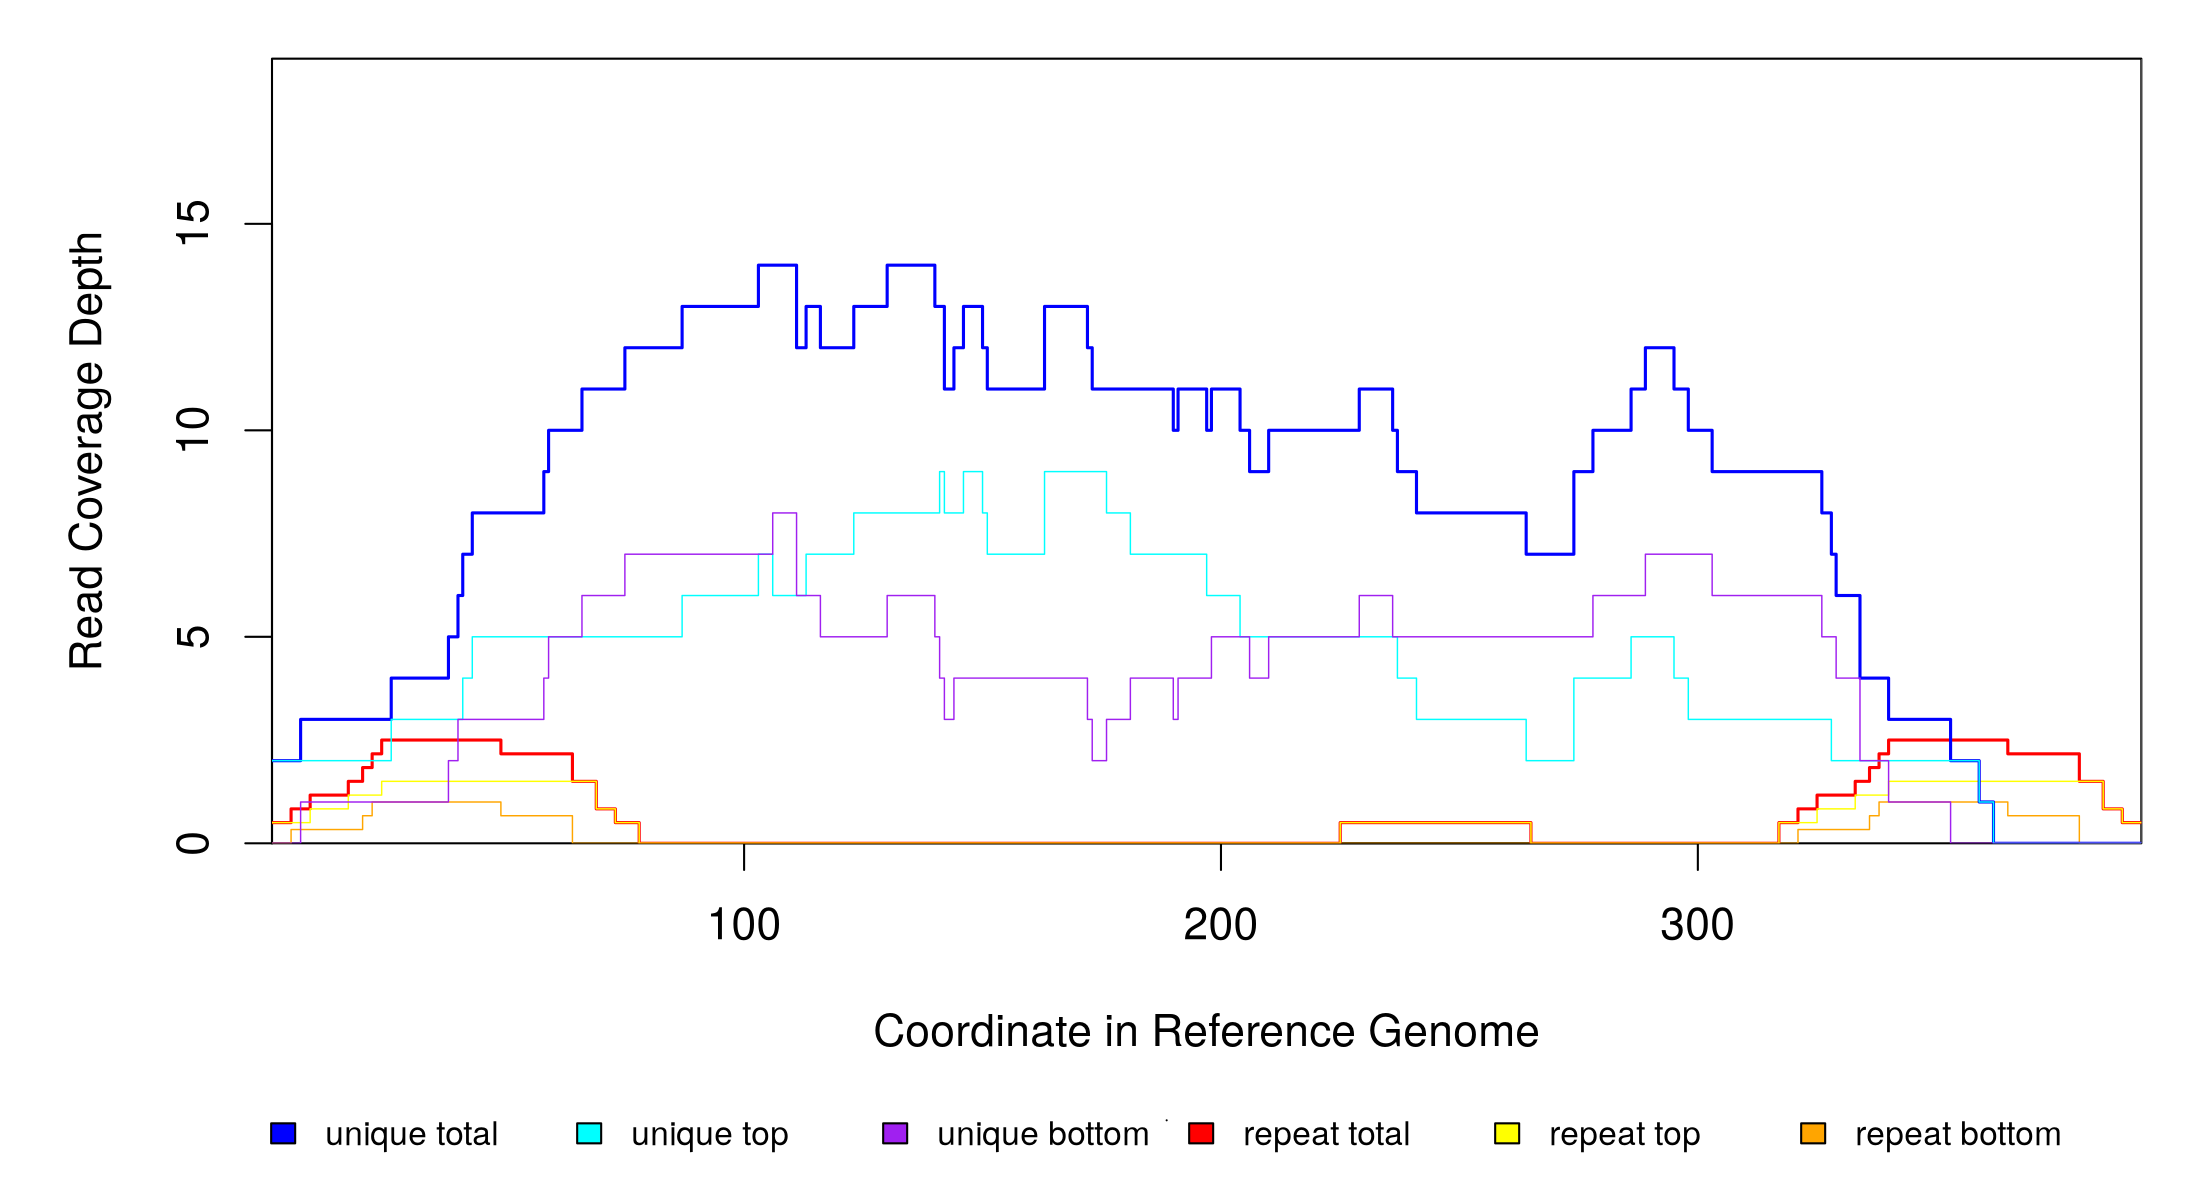 Read Coverage Depth
15
10
5
0
100 200 300
Coordinate in Reference Genome
unique total unique top unique bottom repeat total repeat top repeat bottom